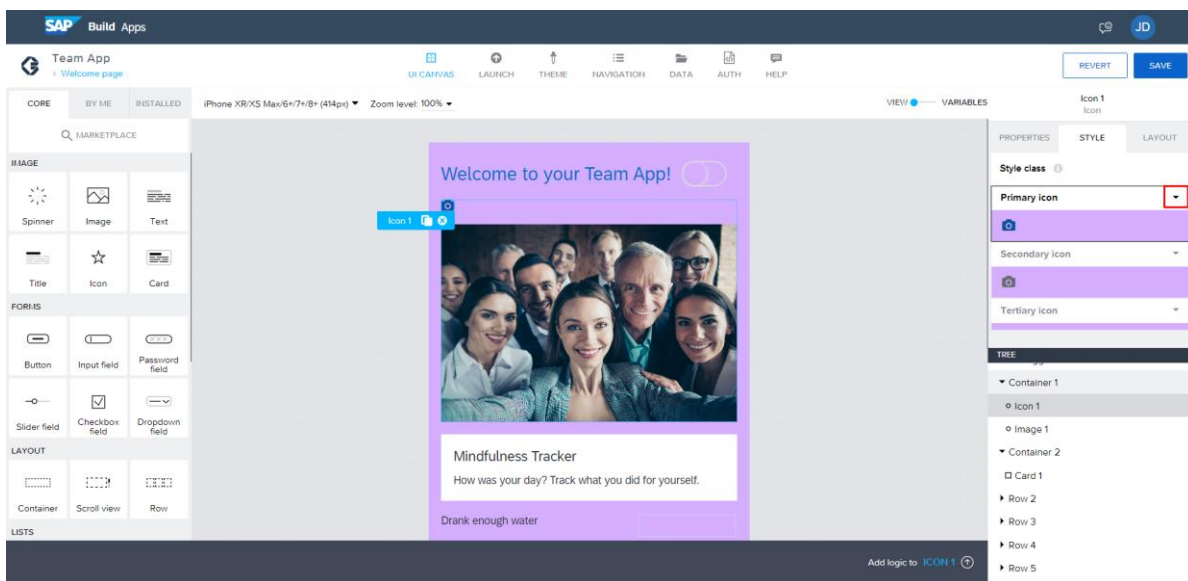 SAP Build Apps
JD
Team App
Welcome page
UI CANVAS
LAUNCH
THEME
NAVIGATION
DATA
AUTH
HELP
REVERT
SAVE
CORE
BY ME
INSTALLED
iPhone XR/XS Max/6+/7+/8+ (414px)
Zoom level: 100%
VIEW
VARIABLES
Icon 1
Icon
MARKETPLACE
PROPERTIES
STYLE
LAYOUT
IMAGE
Spinner
Image
Text
Title
Icon
Card
FORMS
Button
Input field
Password field
Slider field
Checkbox field
Dropdown field
LAYOUT
Container
Scroll view
Row
LISTS
Welcome to your Team App!
Icon 1
Mindfulness Tracker
How was your day? Track what you did for yourself.
Drank enough water
Style class
Primary icon
Secondary icon
Tertiary icon
TREE
Container 1
Icon 1
Image 1
Container 2
Card 1
Row 2
Row 3
Row 4
Row 5
Add logic to ICON 1